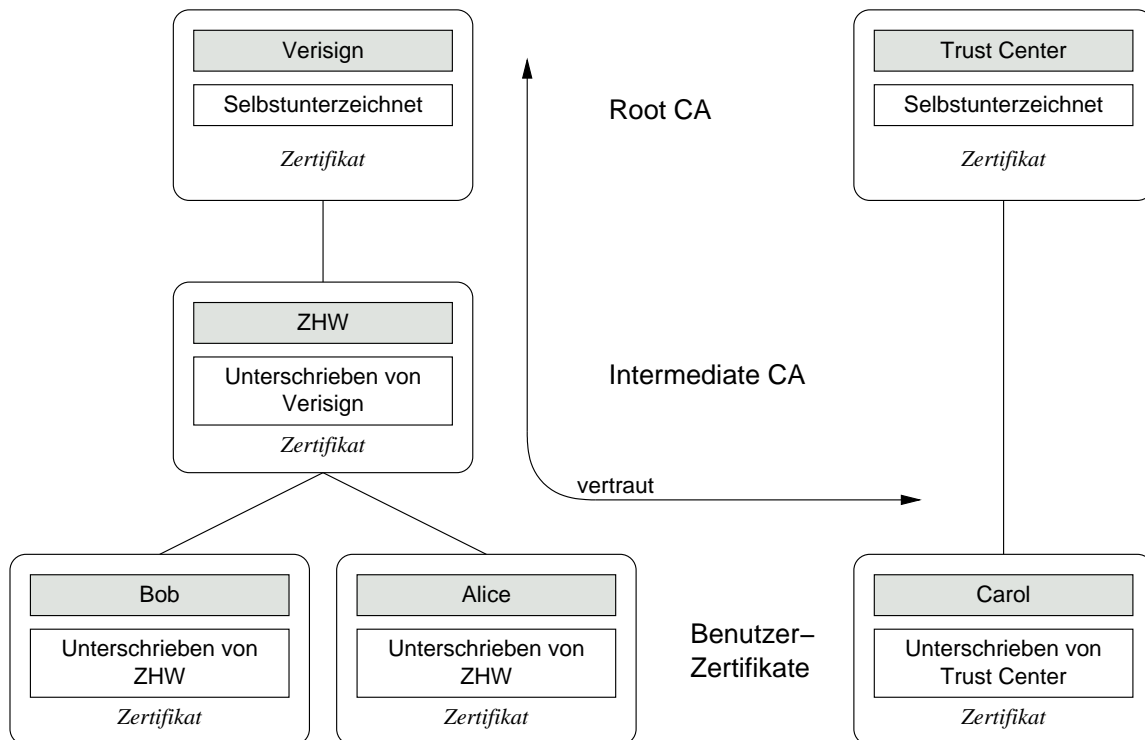 Verisign
Selbstunterzeichnet
Zertifikat
Root CA
Trust Center
Selbstunterzeichnet
Zertifikat
ZHW
Unterschrieben von
Verisign
Zertifikat
Intermediate CA
vertraut
Bob
Unterschrieben von
ZHW
Zertifikat
Alice
Unterschrieben von
ZHW
Zertifikat
Benutzer–
Zertifikate
Carol
Unterschrieben von
Trust Center
Zertifikat